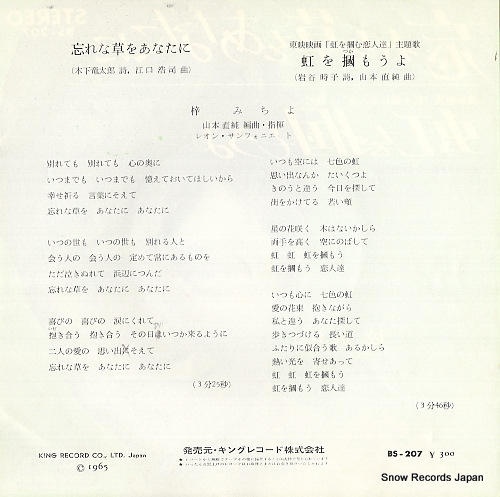 忘れな草をあなたに
(木下竜太郎 詩, 江口浩司 曲)
東映映画「虹を掴む恋人達」主題歌
虹を掴もうよ
(岩谷時子 詩, 山本直純 曲)
梓 みちよ
山本直純 編曲・指揮
レオン・サンフォニエート
別れても 別れても 心の奥に
いつまでも いつまでも 憶えておいてほしいから
幸せ祈る 言葉にそえて
忘れな草を あなたに あなたに
いつの世も いつの世も 別れる人と
会う人の 会う人の 定めて常にあるものを
ただ泣きぬれて 浜辺につんだ
忘れな草を あなたに あなたに
喜びの 喜びの 涙にくれて
抱き合う 抱き合う その日はいつか来るように
二人の愛の 思い出にそえて
忘れな草を あなたに あなたに
(3分25秒)
いつも空には 七色の虹
思い出なんか たいくつよ
きのうと違う 今日を探して
街をかけてる 若い頬
星の花咲く 木はないかしら
両手を高く 空にのばして
虹 虹 虹を掴もう
虹を掴もう 恋人達
いつも心に 七色の虹
愛の花束 抱きながら
私と違う あなた探して
歩きつづける 長い道
ふたりに似合う歌 あるかしら
熱い光を 寄せあって
虹 虹 虹を掴もう
虹を掴もう 恋人達
(3分46秒)
KING RECORD CO., LTD. Japan
© 1965
発売元・キングレコード株式会社
BS-207 ¥300
Snow Records Japan